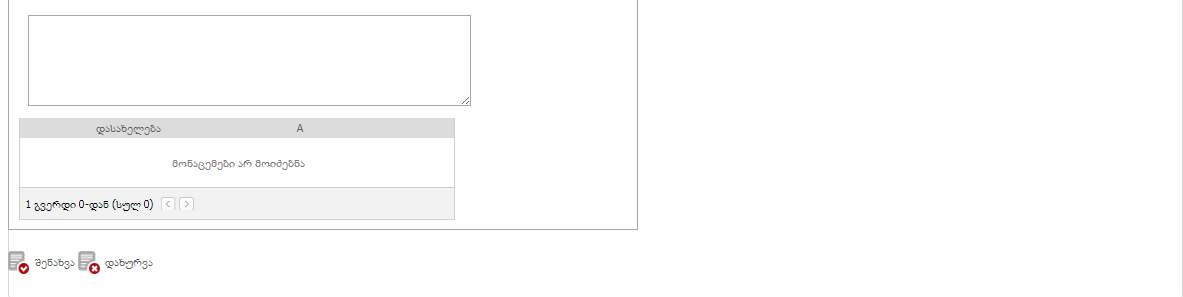 დასახელება A
მონაცემები არ მოიძებნა
1 გვერდი 0-დან (სულ 0)
შენახვა დახურვა